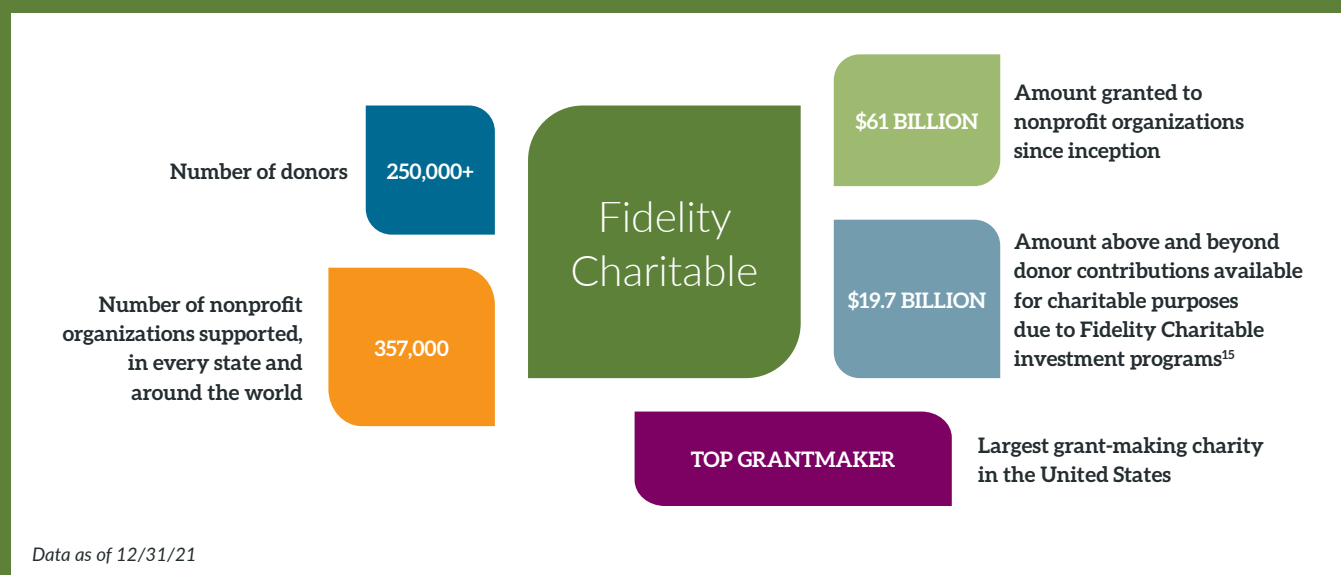 Number of donors
250,000+
Number of nonprofit
organizations supported,
in every state and
around the world
357,000
Fidelity
Charitable
$61 BILLION
Amount granted to
nonprofit organizations
since inception
$19.7 BILLION
Amount above and beyond
donor contributions available
for charitable purposes
due to Fidelity Charitable
investment programs¹⁵
TOP GRANTMAKER
Largest grant-making charity
in the United States
Data as of 12/31/21